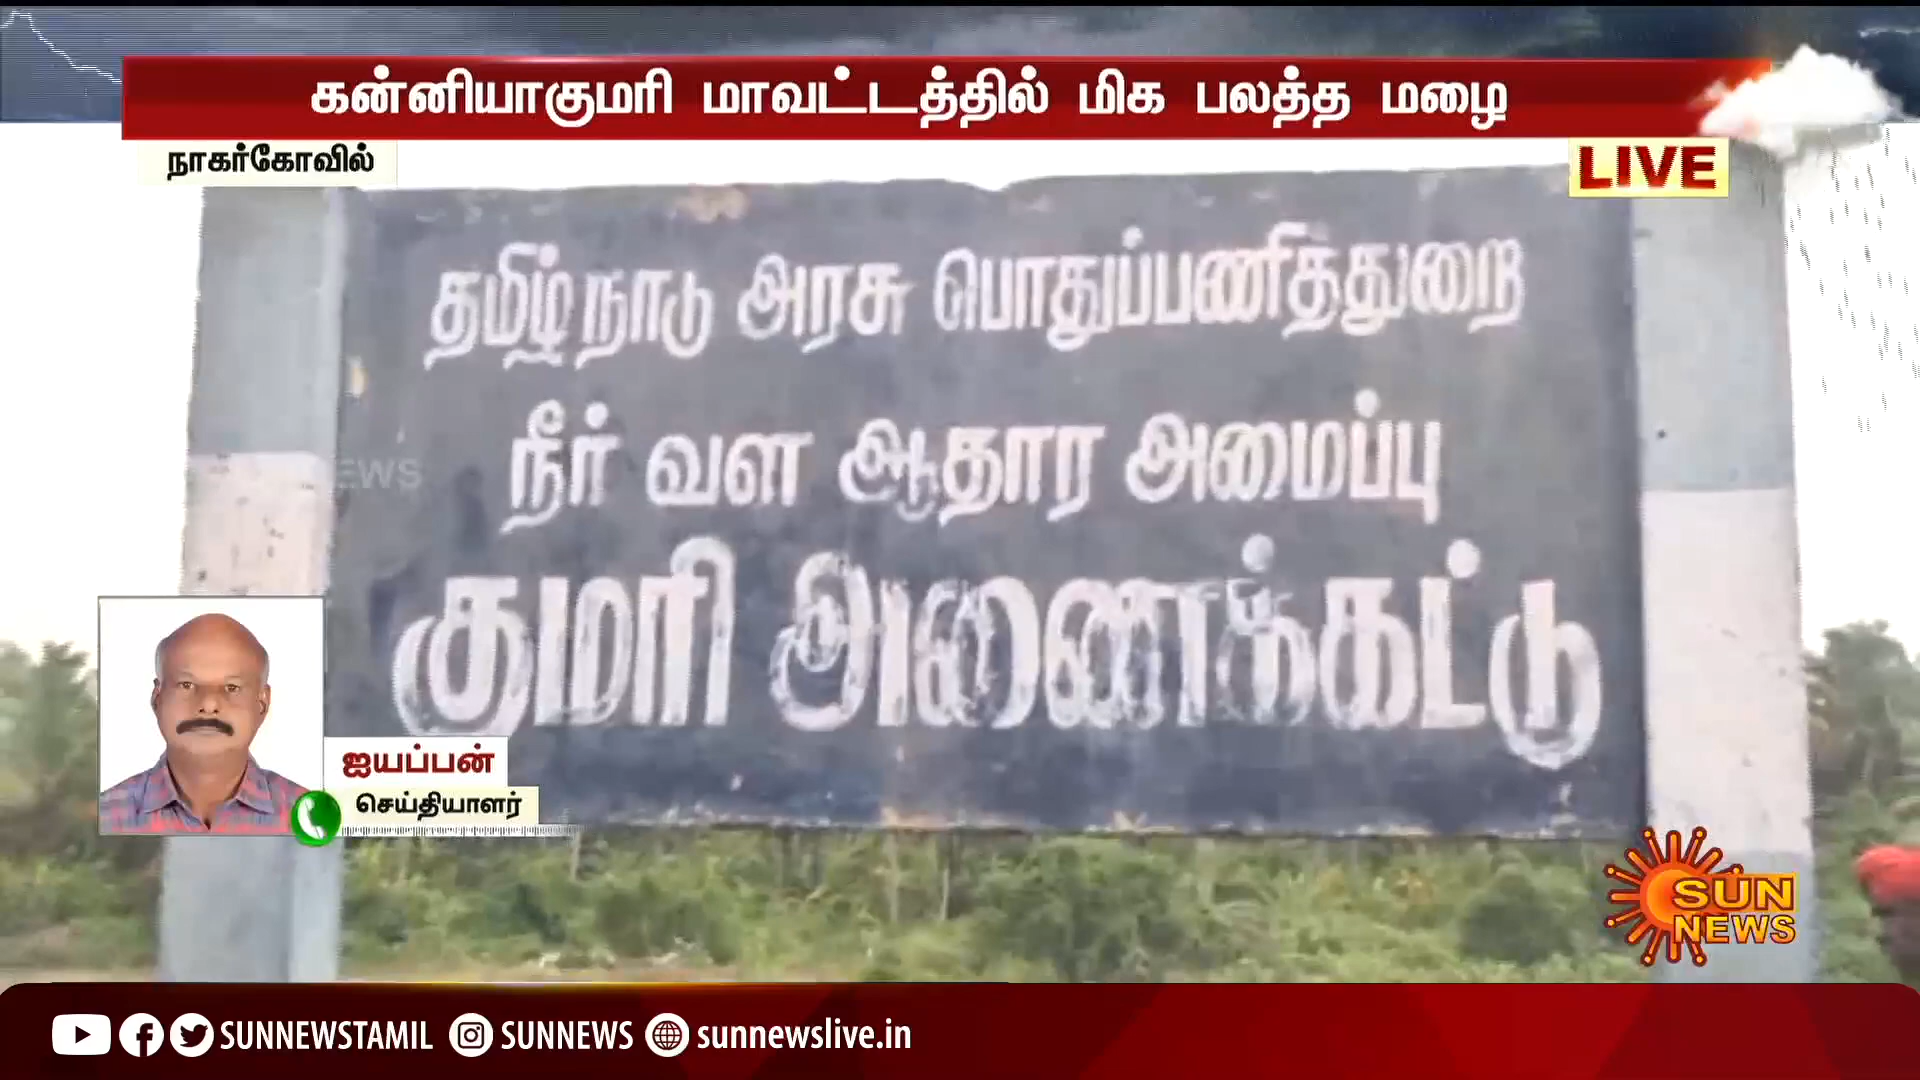 கன்னியாகுமரி மாவட்டத்தில் மிக பலத்த மழை
நாகர்கோவில்
LIVE
தமிழ்நாடு அரசு பொதுப்பணித்துறை
நீர் வள ஆதார அமைப்பு
EWS
குமரி அணைக்கட்டு
ஐயப்பன்
செய்தியாளர்
SUN
NEWS
SUNNEWSTAMIL SUNNEWS sunnewslive.in